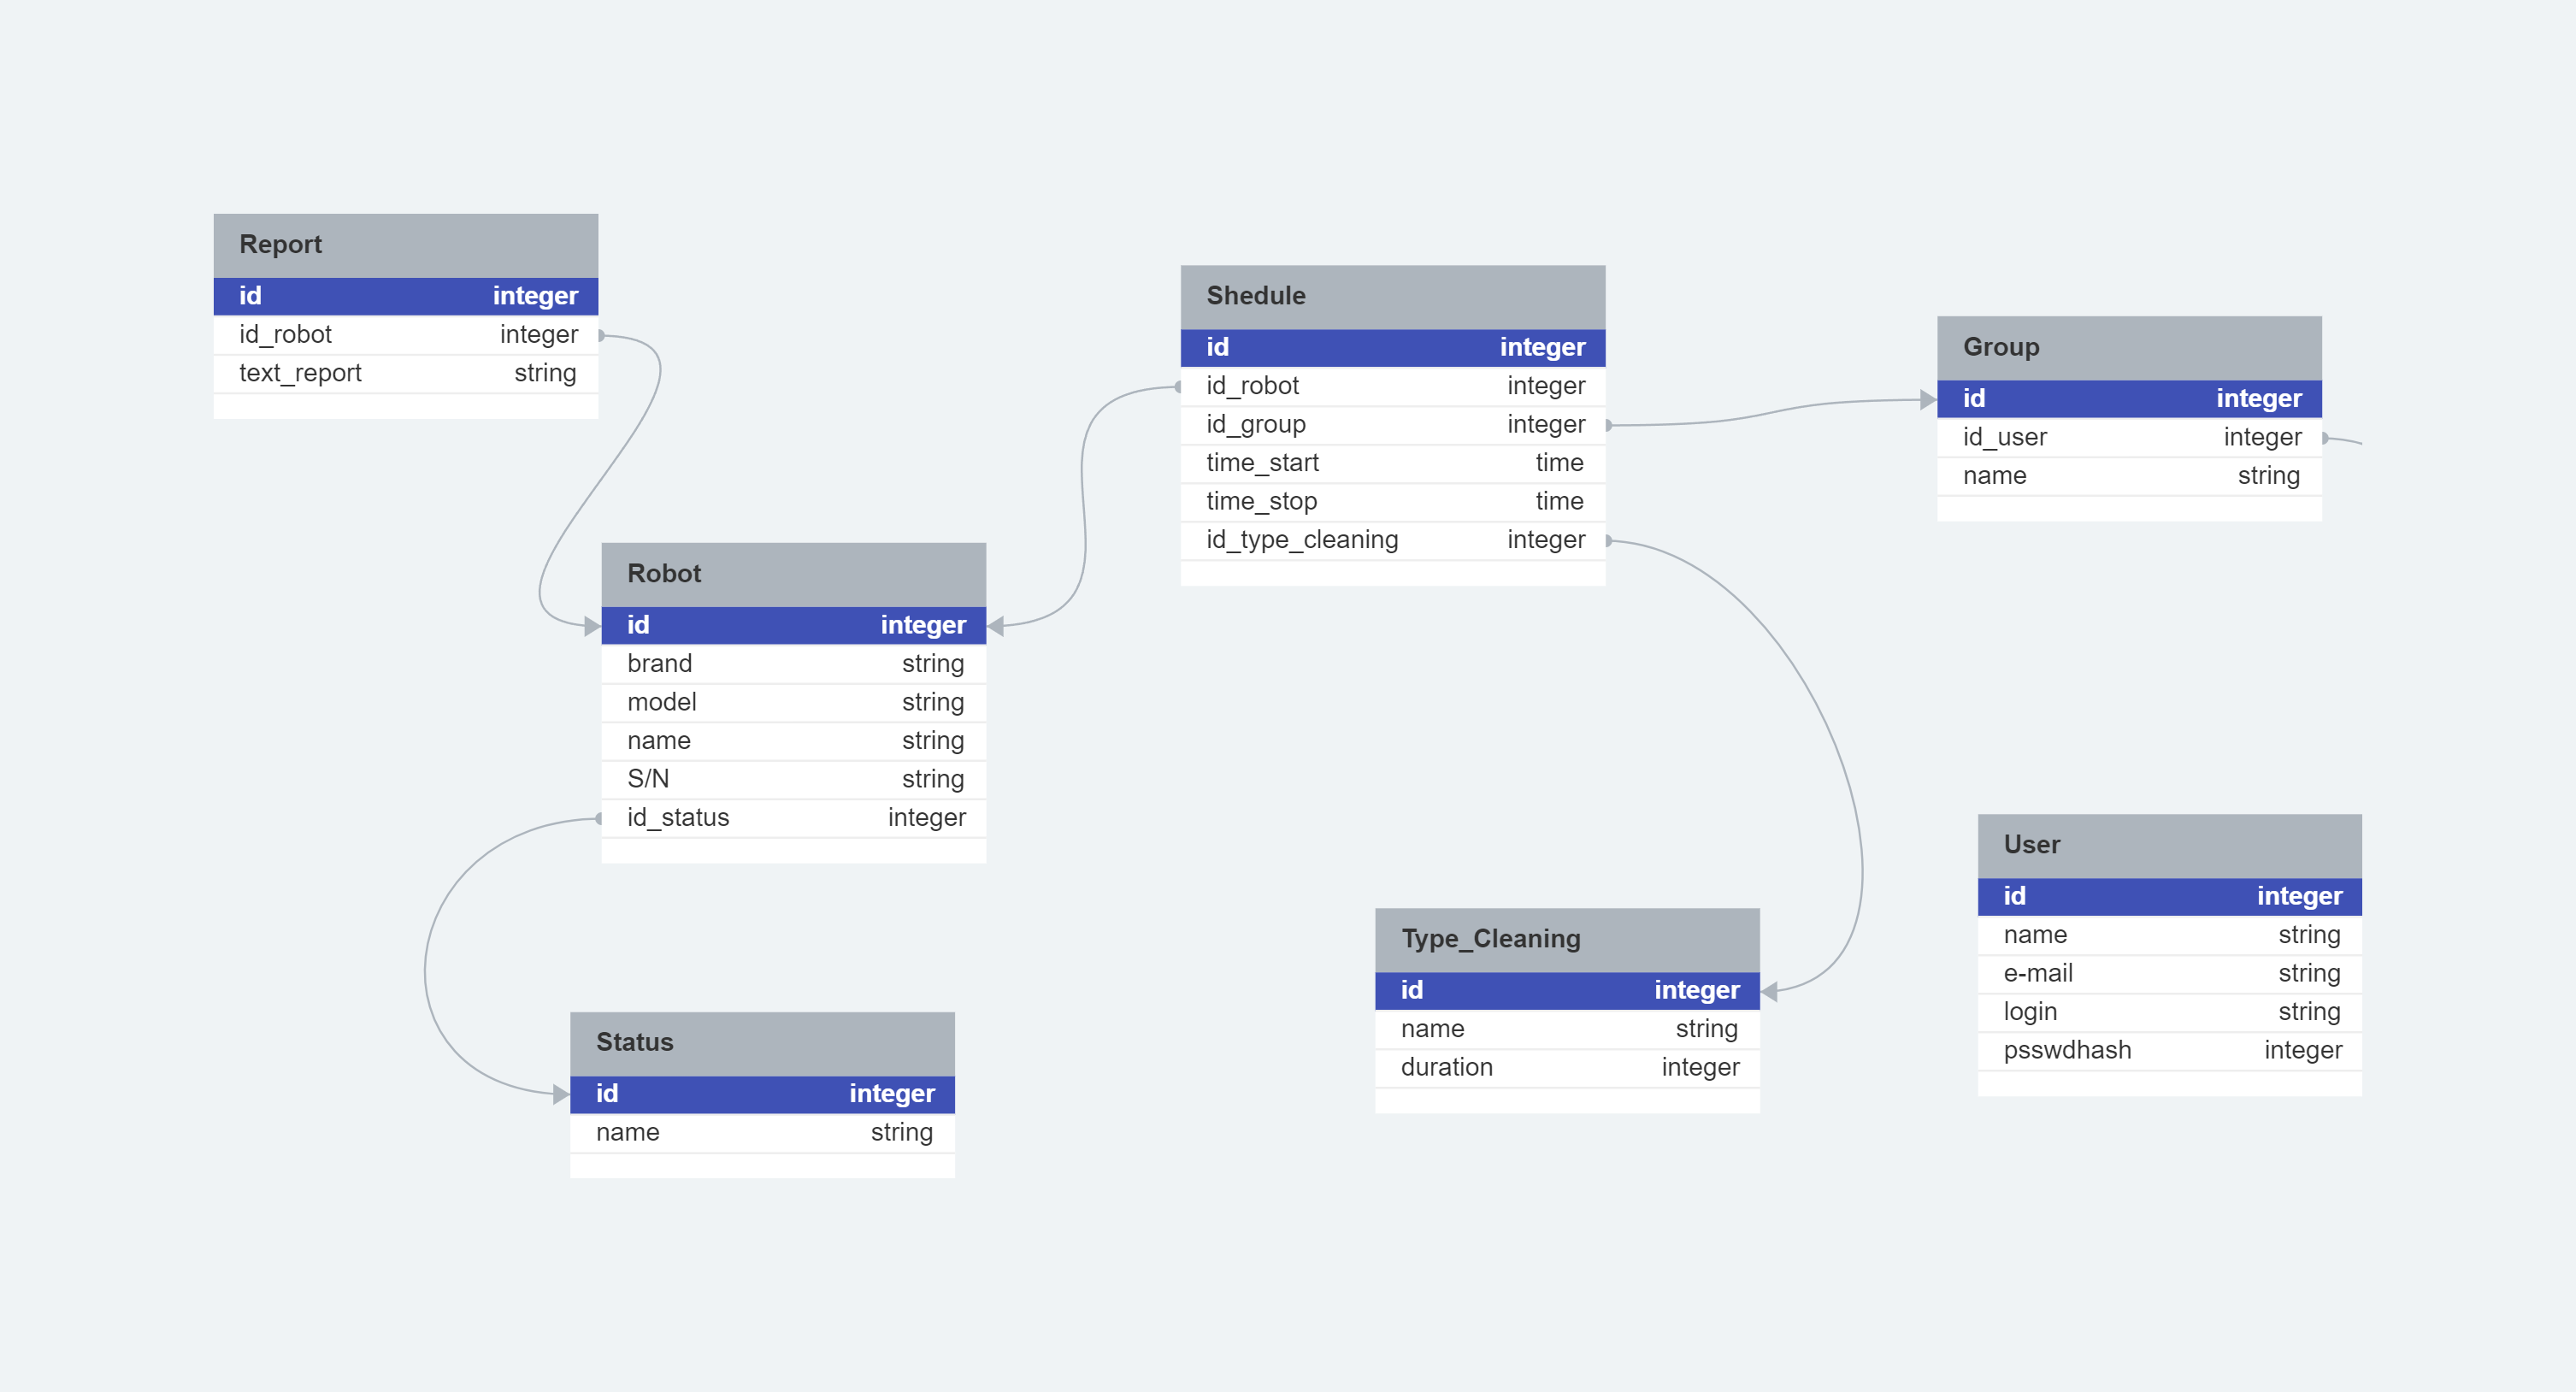 Report
id integer
id_robot integer
text_report string
Shedule
id integer
id_robot integer
id_group integer
time_start time
time_stop time
id_type_cleaning integer
Group
id integer
id_user integer
name string
Robot
id integer
brand string
model string
name string
S/N string
id_status integer
User
id integer
name string
e-mail string
login string
psswdhash integer
Type_Cleaning
id integer
name string
duration integer
Status
id integer
name string